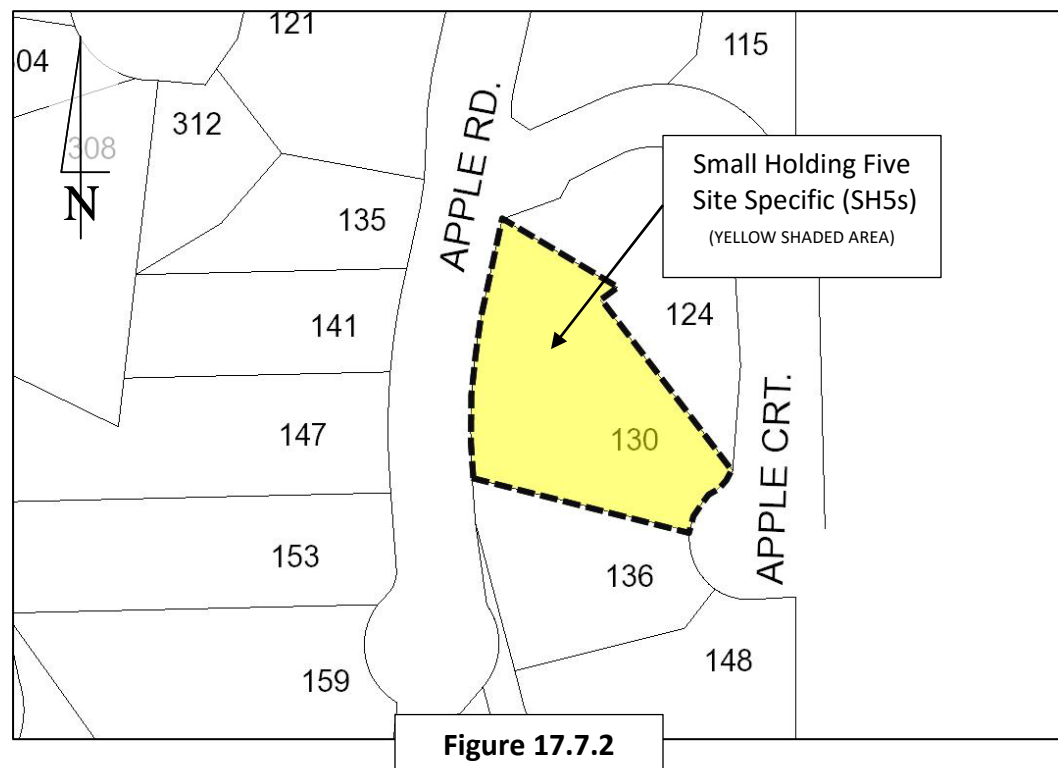 121
115
304
312
308
N
APPLE RD.
Small Holding Five
Site Specific (SH5s)
(YELLOW SHADED AREA)
135
141
124
147
130
APPLE CRT.
153
136
148
159
Figure 17.7.2